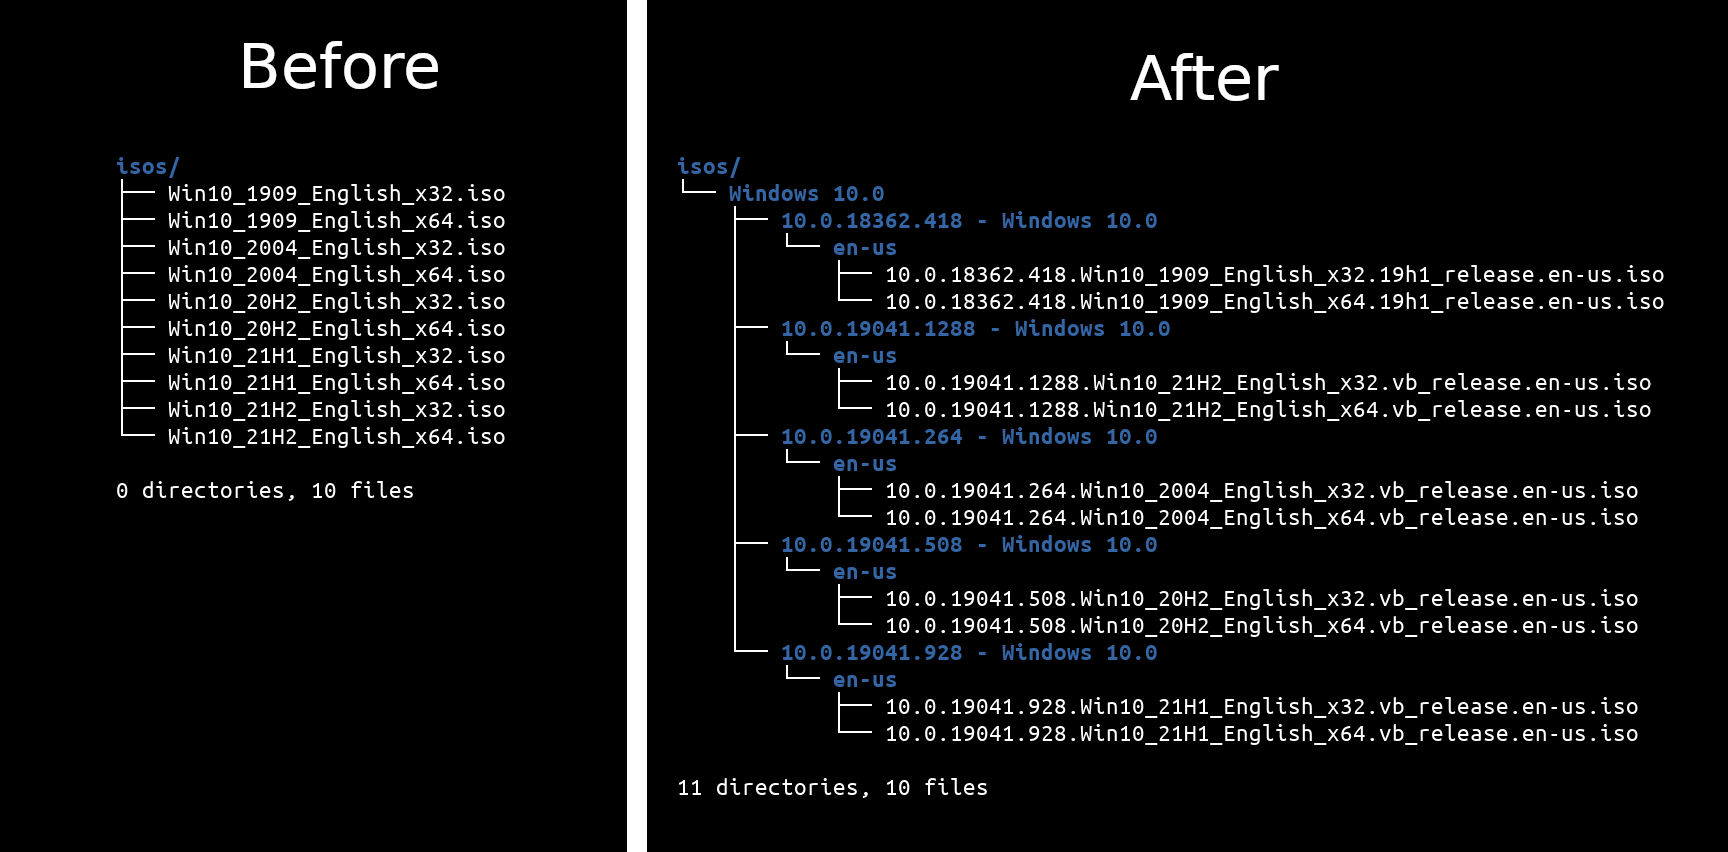 Before
isos/
├── Win10_1909_English_x32.iso
├── Win10_1909_English_x64.iso
├── Win10_2004_English_x32.iso
├── Win10_2004_English_x64.iso
├── Win10_20H2_English_x32.iso
├── Win10_20H2_English_x64.iso
├── Win10_21H1_English_x32.iso
├── Win10_21H1_English_x64.iso
├── Win10_21H2_English_x32.iso
└── Win10_21H2_English_x64.iso
0 directories, 10 files
After
isos/
└── Windows 10.0
    ├── 10.0.18362.418 - Windows 10.0
    │   └── en-us
    │       ├── 10.0.18362.418.Win10_1909_English_x32.19h1_release.en-us.iso
    │       └── 10.0.18362.418.Win10_1909_English_x64.19h1_release.en-us.iso
    ├── 10.0.19041.1288 - Windows 10.0
    │   └── en-us
    │       ├── 10.0.19041.1288.Win10_21H2_English_x32.vb_release.en-us.iso
    │       └── 10.0.19041.1288.Win10_21H2_English_x64.vb_release.en-us.iso
    ├── 10.0.19041.264 - Windows 10.0
    │   └── en-us
    │       ├── 10.0.19041.264.Win10_2004_English_x32.vb_release.en-us.iso
    │       └── 10.0.19041.264.Win10_2004_English_x64.vb_release.en-us.iso
    ├── 10.0.19041.508 - Windows 10.0
    │   └── en-us
    │       ├── 10.0.19041.508.Win10_20H2_English_x32.vb_release.en-us.iso
    │       └── 10.0.19041.508.Win10_20H2_English_x64.vb_release.en-us.iso
    └── 10.0.19041.928 - Windows 10.0
        └── en-us
            ├── 10.0.19041.928.Win10_21H1_English_x32.vb_release.en-us.iso
            └── 10.0.19041.928.Win10_21H1_English_x64.vb_release.en-us.iso
11 directories, 10 files